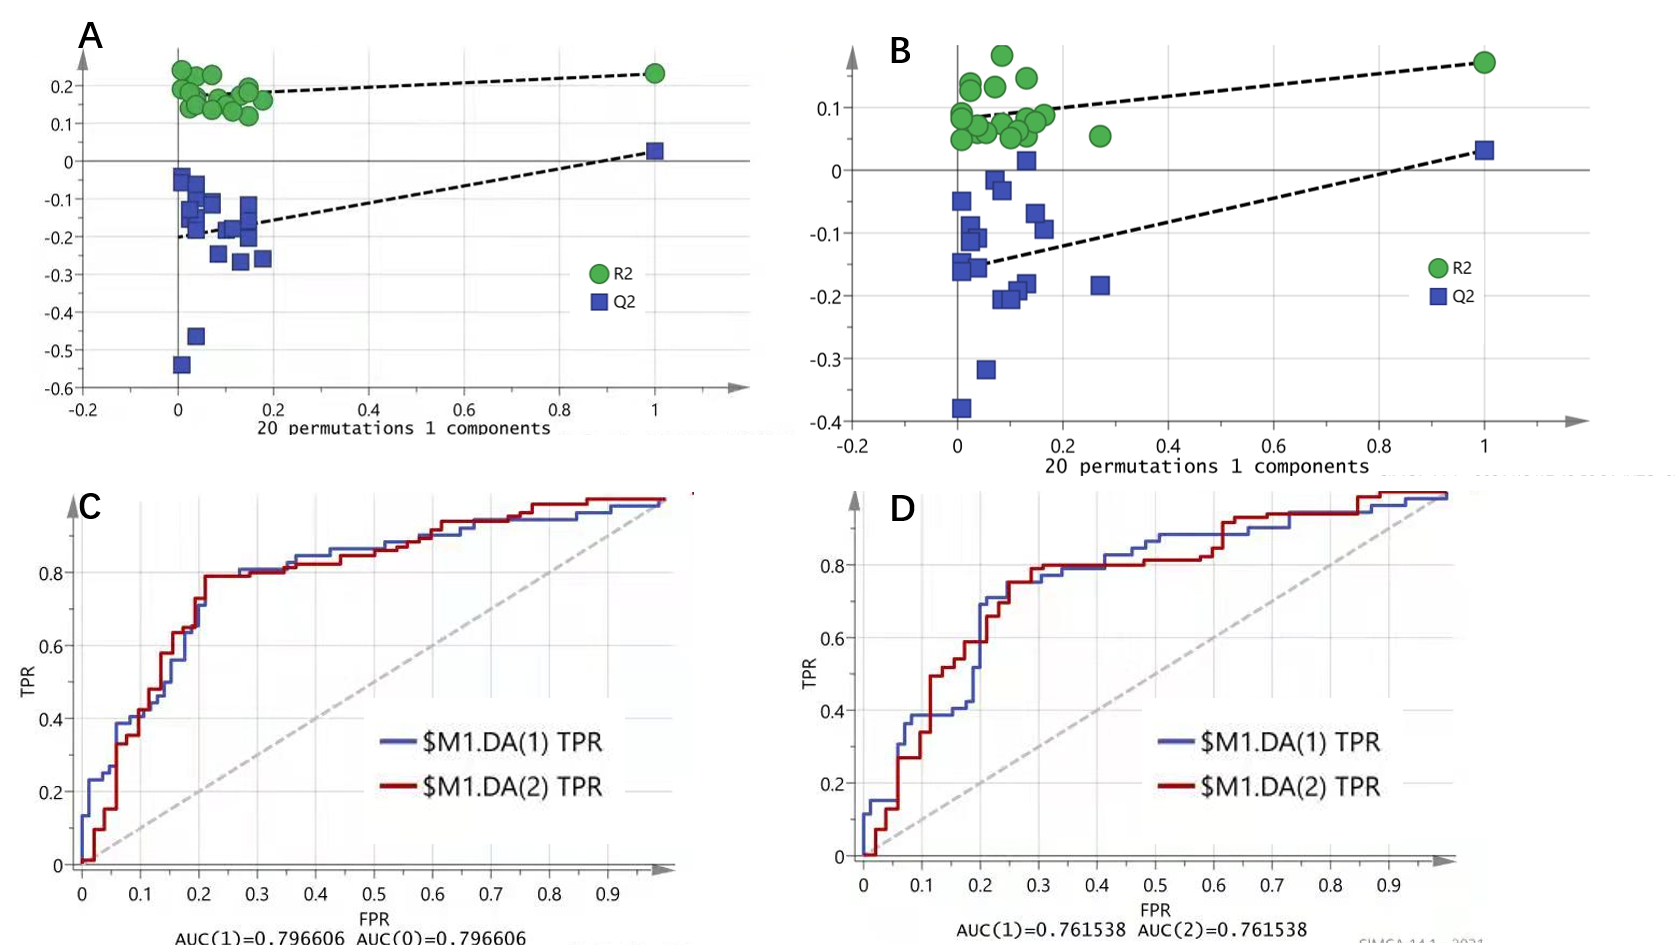 A
0.2
0.1
0
-0.1
-0.2
-0.3
-0.4
-0.5
-0.6
R2
Q2
-0.2 0 0.2 0.4 0.6 0.8 1
20 permutations 1 components
B
0.1
0
-0.1
-0.2
-0.3
-0.4
R2
Q2
-0.2 0 0.2 0.4 0.6 0.8 1
20 permutations 1 components
C
TPR
0.8
0.6
0.4
0.2
0
$M1.DA(1) TPR
$M1.DA(2) TPR
0 0.1 0.2 0.3 0.4 0.5 0.6 0.7 0.8 0.9
FPR
AUC(1)=0.796606 AUC(0)=0.796606
D
TPR
0.8
0.6
0.4
0.2
0
$M1.DA(1) TPR
$M1.DA(2) TPR
0 0.1 0.2 0.3 0.4 0.5 0.6 0.7 0.8 0.9
FPR
AUC(1)=0.761538 AUC(2)=0.761538